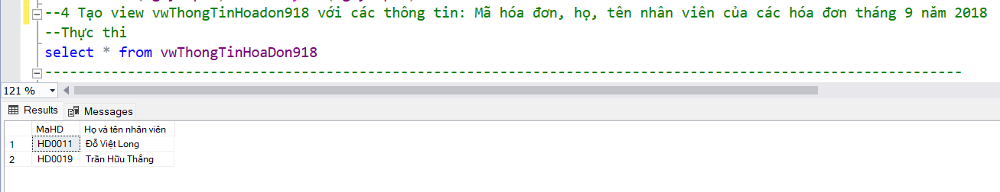 --4 Tạo view vwThongTinHoadon918 với các thông tin: Mã hóa đơn, họ, tên nhân viên của các hóa đơn tháng 9 năm 2018
--Thực thi
select * from vwThongTinHoaDon918
--------------------------------------------------------------------------------------------------------------
121 %
Results Messages
MaHD Họ và tên nhân viên
1 HD0011 Đỗ Việt Long
2 HD0019 Trần Hữu Thắng